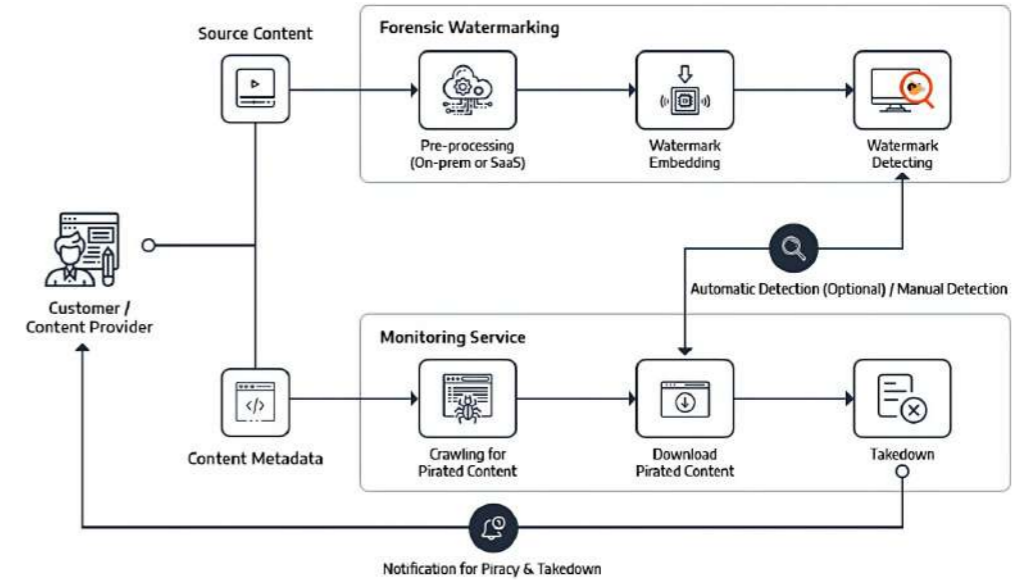 Source Content
Forensic Watermarking
Pre-processing
(On-prem or SaaS)
Watermark
Embedding
Watermark
Detecting
Customer /
Content Provider
Automatic Detection (Optional) / Manual Detection
Monitoring Service
Content Metadata
Crawling for
Pirated Content
Download
Pirated Content
Takedown
Notification for Piracy & Takedown